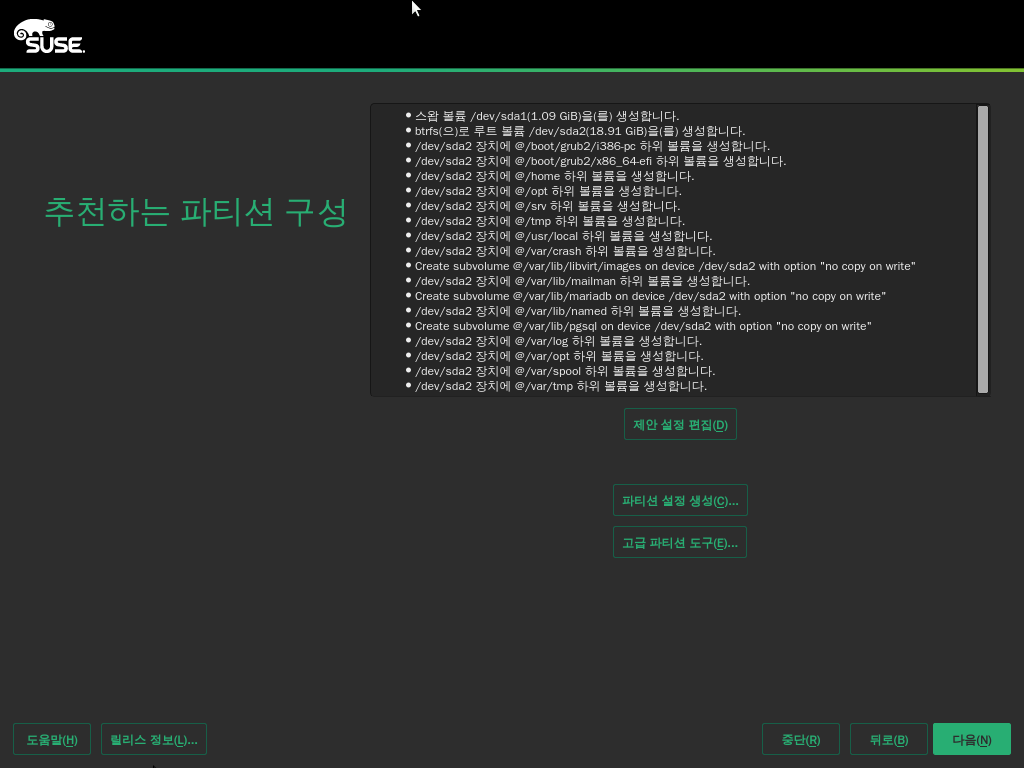 SUSE
추천하는 파티션 구성
스왑 볼륨 /dev/sda1(1.09 GiB)을(를) 생성합니다.
btrfs(으)로 루트 볼륨 /dev/sda2(18.91 GiB)을(를) 생성합니다.
/dev/sda2 장치에 @/boot/grub2/i386-pc 하위 볼륨을 생성합니다.
/dev/sda2 장치에 @/boot/grub2/x86_64-efi 하위 볼륨을 생성합니다.
/dev/sda2 장치에 @/home 하위 볼륨을 생성합니다.
/dev/sda2 장치에 @/opt 하위 볼륨을 생성합니다.
/dev/sda2 장치에 @/srv 하위 볼륨을 생성합니다.
/dev/sda2 장치에 @/tmp 하위 볼륨을 생성합니다.
/dev/sda2 장치에 @/usr/local 하위 볼륨을 생성합니다.
/dev/sda2 장치에 @/var/crash 하위 볼륨을 생성합니다.
Create subvolume @/var/lib/libvirt/images on device /dev/sda2 with option "no copy on write"
/dev/sda2 장치에 @/var/lib/mailman 하위 볼륨을 생성합니다.
Create subvolume @/var/lib/mariadb on device /dev/sda2 with option "no copy on write"
/dev/sda2 장치에 @/var/lib/named 하위 볼륨을 생성합니다.
Create subvolume @/var/lib/pgsql on device /dev/sda2 with option "no copy on write"
/dev/sda2 장치에 @/var/log 하위 볼륨을 생성합니다.
/dev/sda2 장치에 @/var/opt 하위 볼륨을 생성합니다.
/dev/sda2 장치에 @/var/spool 하위 볼륨을 생성합니다.
/dev/sda2 장치에 @/var/tmp 하위 볼륨을 생성합니다.
제안 설정 편집(D)
파티션 설정 생성(C)...
고급 파티션 도구(E)...
도움말(H)
릴리스 정보(L)...
중단(R)
뒤로(B)
다음(N)